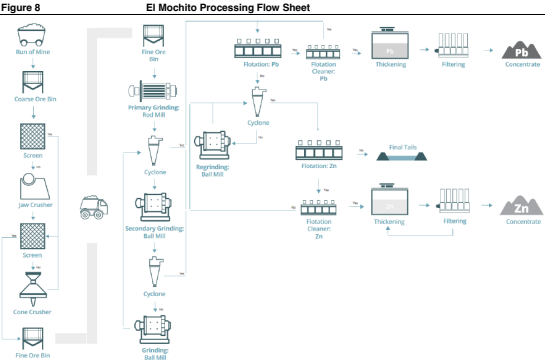 Figure 8 El Mochito Processing Flow Sheet
Run of Mine
Coarse Ore Bin
Screen
Jaw Crusher
Screen
Cone Crusher
Fine Ore Bin
Fine Ore
Bin
Primary Grinding:
Rod Mill
Cyclone
Secondary Grinding:
Ball Mill
Cyclone
Grinding:
Ball Mill
Flotation: Pb
Flotation
Cleaner:
Pb
Pb
Thickening
Filtering
Pb
Concentrate
Cyclone
Regrinding:
Ball Mill
Flotation: Zn
Final Tails
Flotation
Cleaner:
Zn
Zn
Thickening
Filtering
Zn
Concentrate